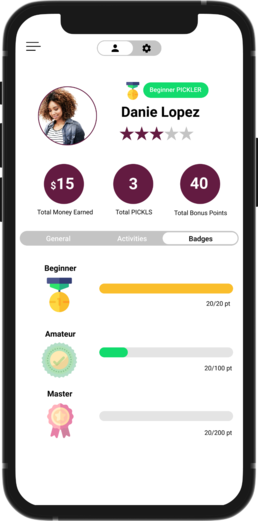 Beginner PICKLER
Danie Lopez
$15
3
40
Total Money Earned
Total PICKLS
Total Bonus Points
General
Activities
Badges
Beginner
20/20 pt
Amateur
20/100 pt
Master
20/200 pt